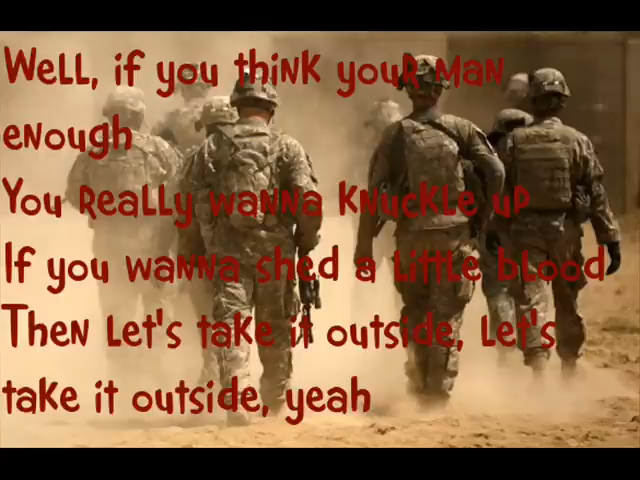 Well, if you think your man
enough
You really wanna knuckle up
If you wanna shed a little blood
Then let's take it outside, let's
take it outside, yeah